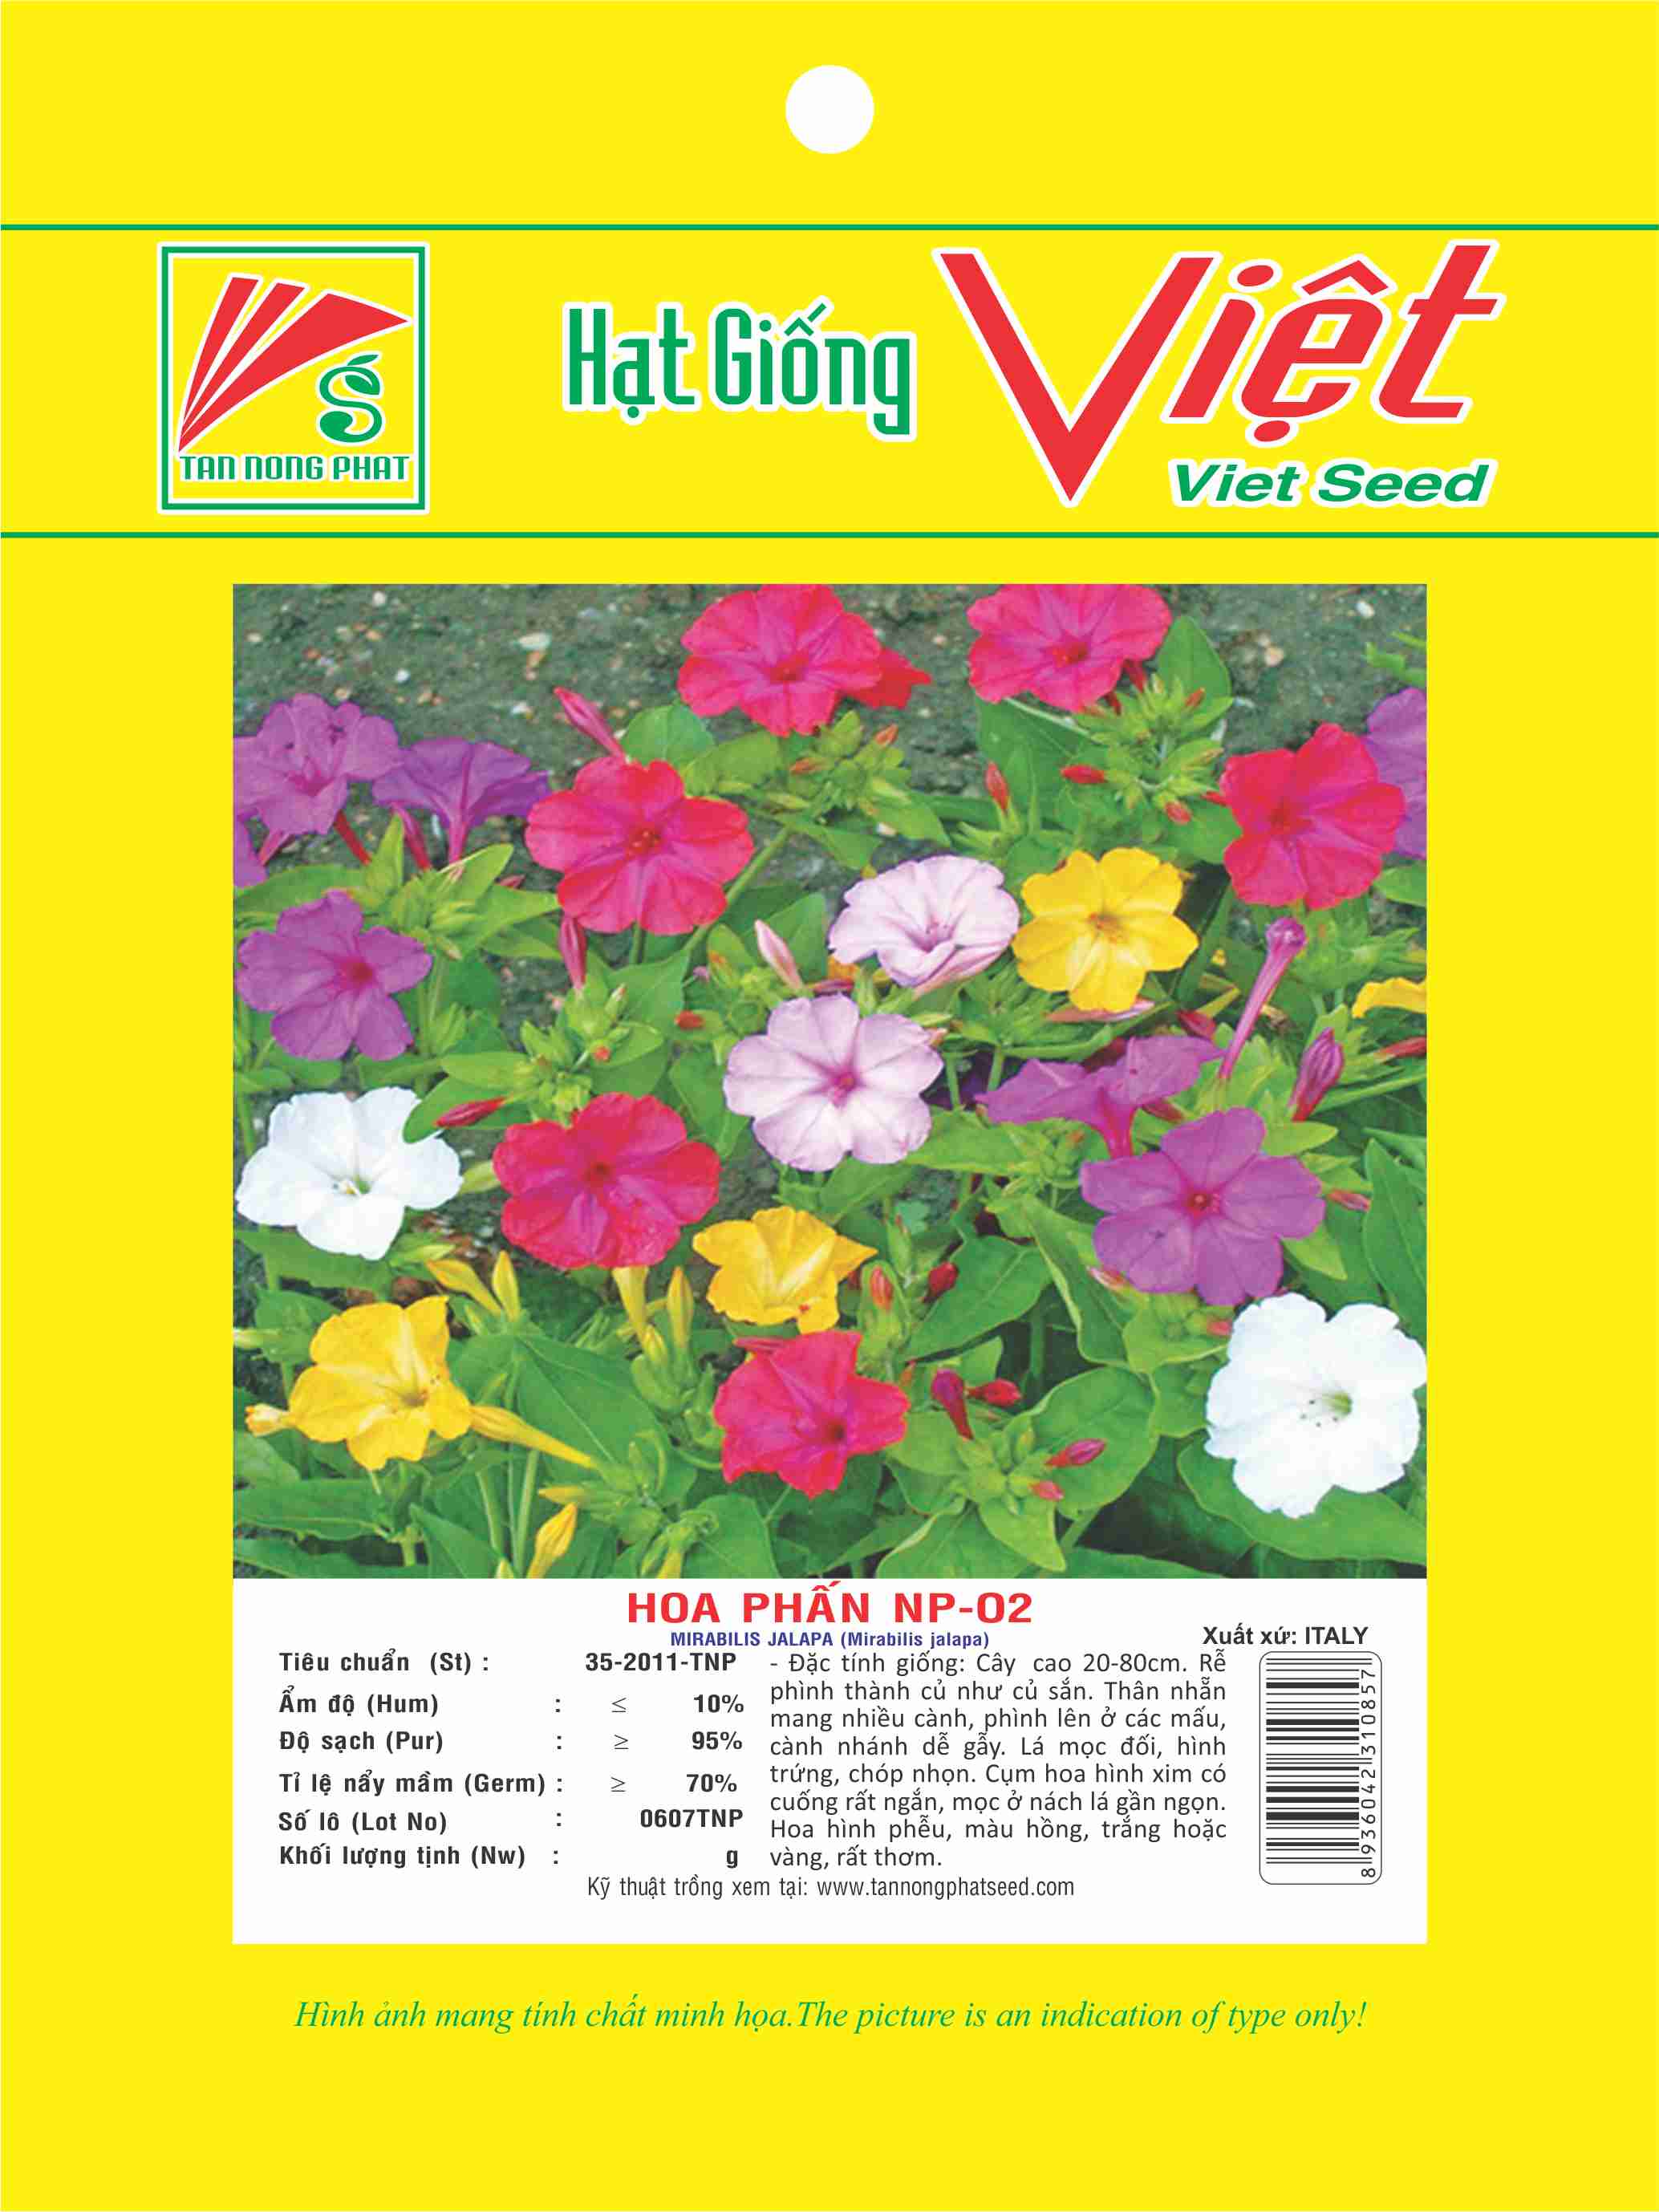 TAN NONG PHAT
Hạt Giống Việt
Viet Seed
HOA PHẤN NP-02
MIRABILIS JALAPA (Mirabilis jalapa)
Xuất xứ: ITALY
Tiêu chuẩn (St) : 35-2011-TNP
Ẩm độ (Hum) : ≤ 10%
Độ sạch (Pur) : ≥ 95%
Tỉ lệ nẩy mầm (Germ) : ≥ 70%
Số lô (Lot No) : 0607TNP
Khối lượng tịnh (Nw) : g
- Đặc tính giống: Cây cao 20-80cm. Rễ
phình thành củ như củ sắn. Thân nhẵn
mang nhiều cành, phình lên ở các mấu,
cành nhánh dễ gẫy. Lá mọc đối, hình
trứng, chóp nhọn. Cụm hoa hình xim có
cuống rất ngắn, mọc ở nách lá gần ngọn.
Hoa hình phễu, màu hồng, trắng hoặc
vàng, rất thơm.
8936042310857
Kỹ thuật trồng xem tại: www.tannongphatseed.com
Hình ảnh mang tính chất minh họa.The picture is an indication of type only!